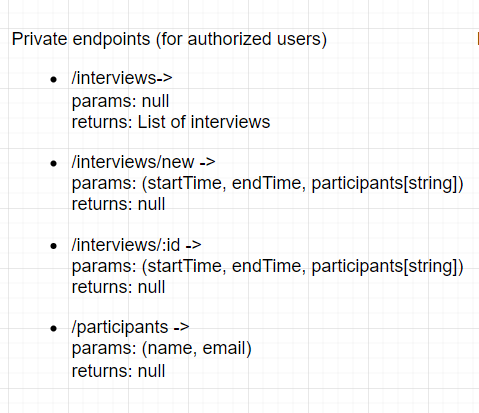 Private endpoints (for authorized users)
• /interviews->
params: null
returns: List of interviews
• /interviews/new ->
params: (startTime, endTime, participants[string])
returns: null
• /interviews/:id ->
params: (startTime, endTime, participants[string])
returns: null
• /participants ->
params: (name, email)
returns: null